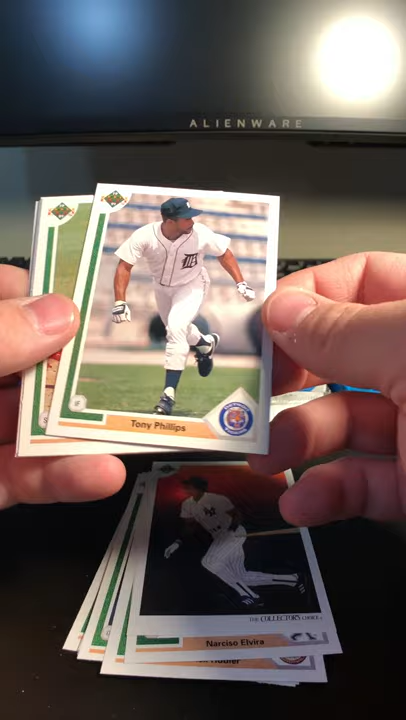 ALIENWARE
D
Tony Phillips
THE COLLECTOR'S CHOICE
Narciso Elvira